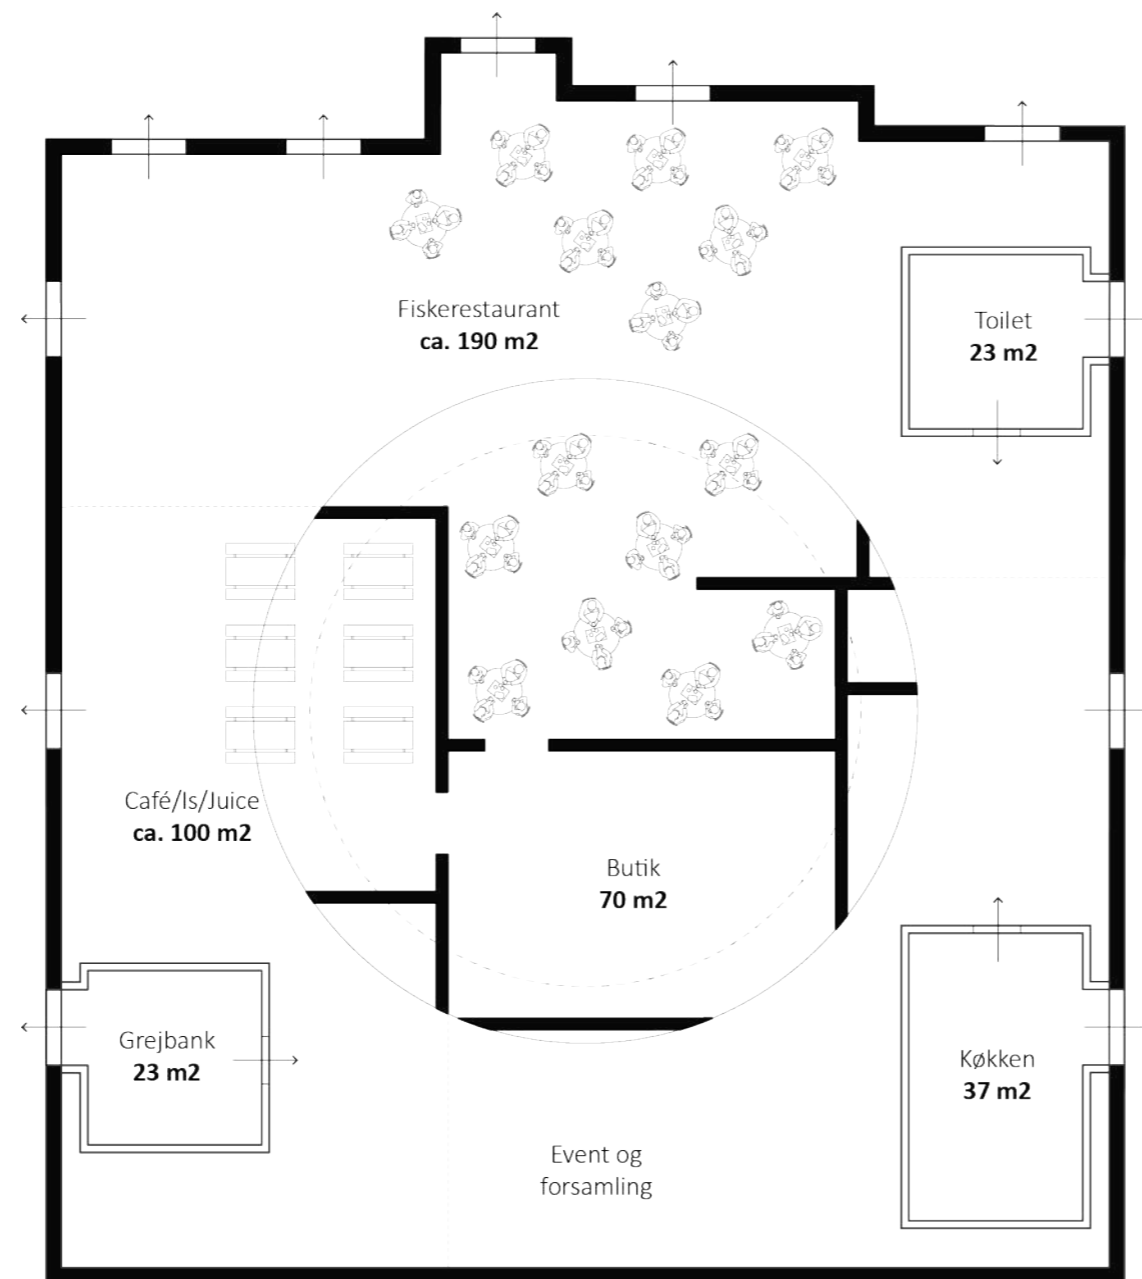 Fiskerestaurant
ca. 190 m2
Toilet
23 m2
Café/Is/Juice
ca. 100 m2
Butik
70 m2
Grejbank
23 m2
Køkken
37 m2
Event og
forsamling